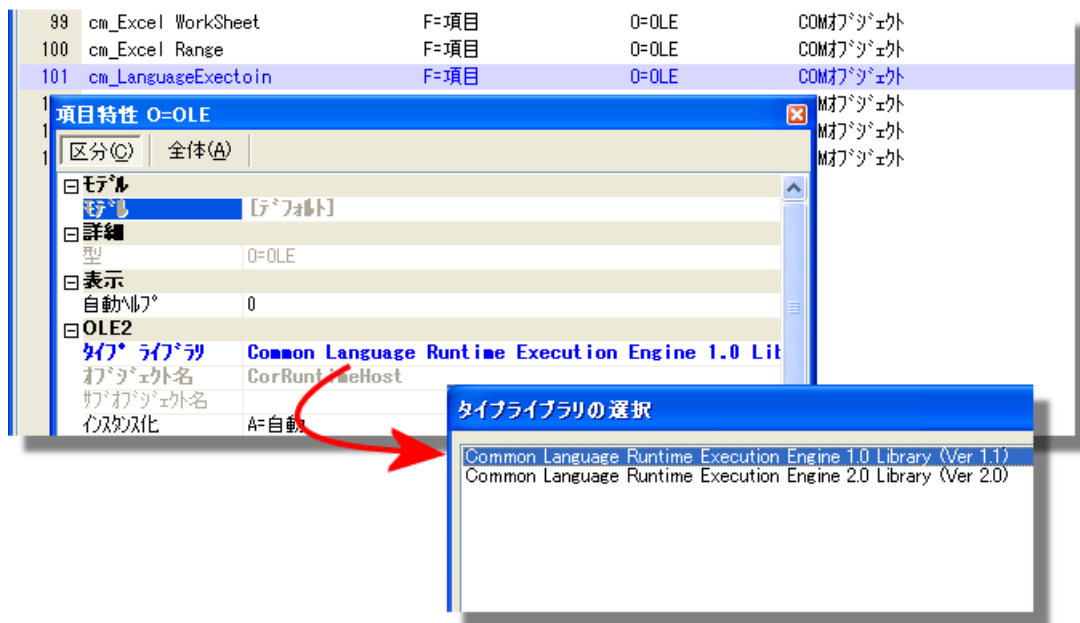 99 cm_Excel WorkSheet F=項目 O=OLE COMｵﾌﾞｼﾞｪｸﾄ
100 cm_Excel Range F=項目 O=OLE COMｵﾌﾞｼﾞｪｸﾄ
101 cm_LanguageExectoin F=項目 O=OLE COMｵﾌﾞｼﾞｪｸﾄ
1 Mｵﾌﾞｼﾞｪｸﾄ
1 Mｵﾌﾞｼﾞｪｸﾄ
1 Mｵﾌﾞｼﾞｪｸﾄ
項目特性 O=OLE
区分(C) 全体(A)
ﾓﾃﾞﾙ
ﾓﾃﾞﾙ [ﾃﾞﾌｫﾙﾄ]
詳細
型 O=OLE
表示
自動ﾍﾙﾌﾟ 0
OLE2
ﾀｲﾌﾟ ﾗｲﾌﾞﾗﾘ Common Language Runtime Execution Engine 1.0 Lib
ｵﾌﾞｼﾞｪｸﾄ名 CorRuntimeHost
ｻﾌﾞｵﾌﾞｼﾞｪｸﾄ名
ｲﾝｽﾀﾝｽ化 A=自動
タイプライブラリの選択
Common Language Runtime Execution Engine 1.0 Library (Ver 1.1)
Common Language Runtime Execution Engine 2.0 Library (Ver 2.0)